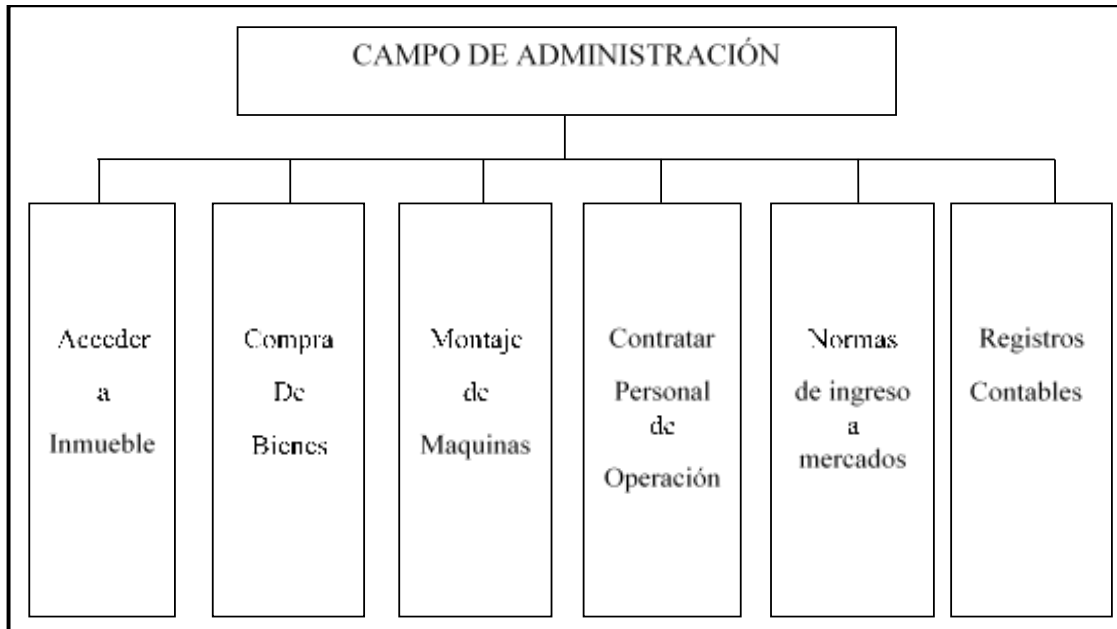 CAMPO DE ADMINISTRACIÓN
Acceder
a
Inmueble
Compra
De
Bienes
Montaje
de
Maquinas
Contratar
Personal
de
Operación
Normas
de ingreso
a
mercados
Registros
Contables